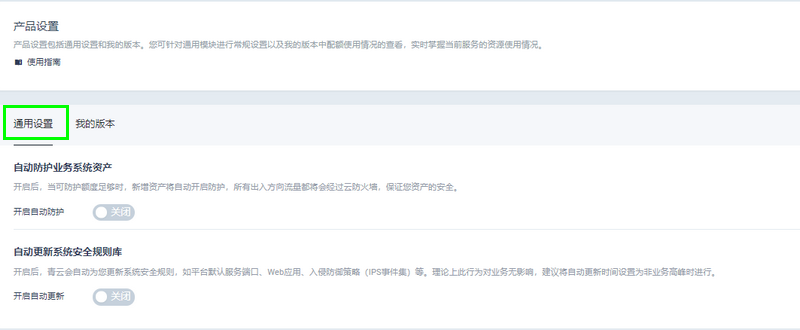 产品设置
产品设置包括通用设置和我的版本。您可针对通用模块进行常规设置以及我的版本中配额使用情况的查看，实时掌握当前服务的资源使用情况。
使用指南
通用设置 我的版本
自动防护业务系统资产
开启后，当可防护额度足够时，新增资产将自动开启防护，所有出入方向流量都将会经过云防火墙，保证您资产的安全。
开启自动防护 关闭
自动更新系统安全规则库
开启后，青云会自动为您更新系统安全规则，如平台默认服务端口、Web应用、入侵防御策略（IPS事件集）等。理论上此行为对业务无影响，建议将自动更新时间设置为非业务高峰时进行。
开启自动更新 关闭